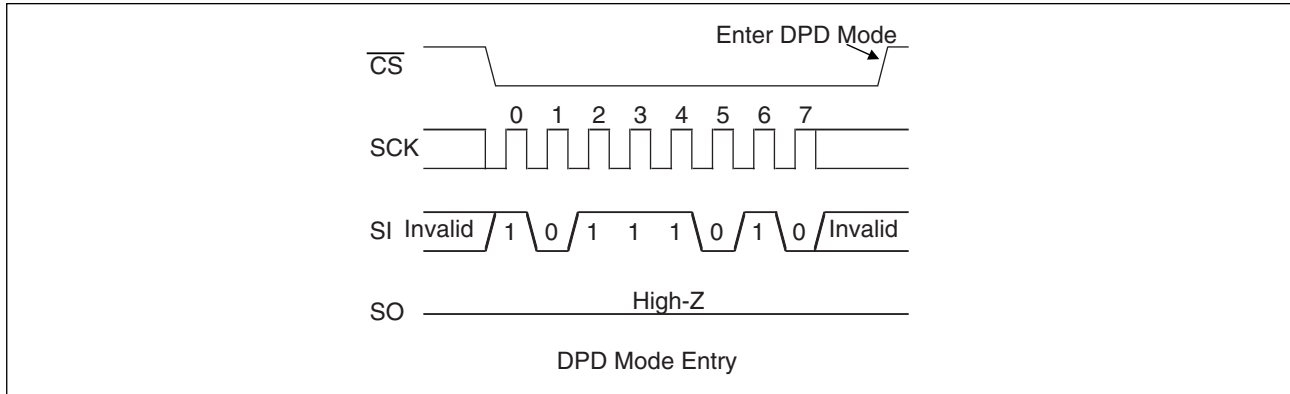 Enter DPD Mode
CS
0 1 2 3 4 5 6 7
SCK
SI Invalid 1 0 1 1 1 0 1 0 Invalid
High-Z
SO
DPD Mode Entry